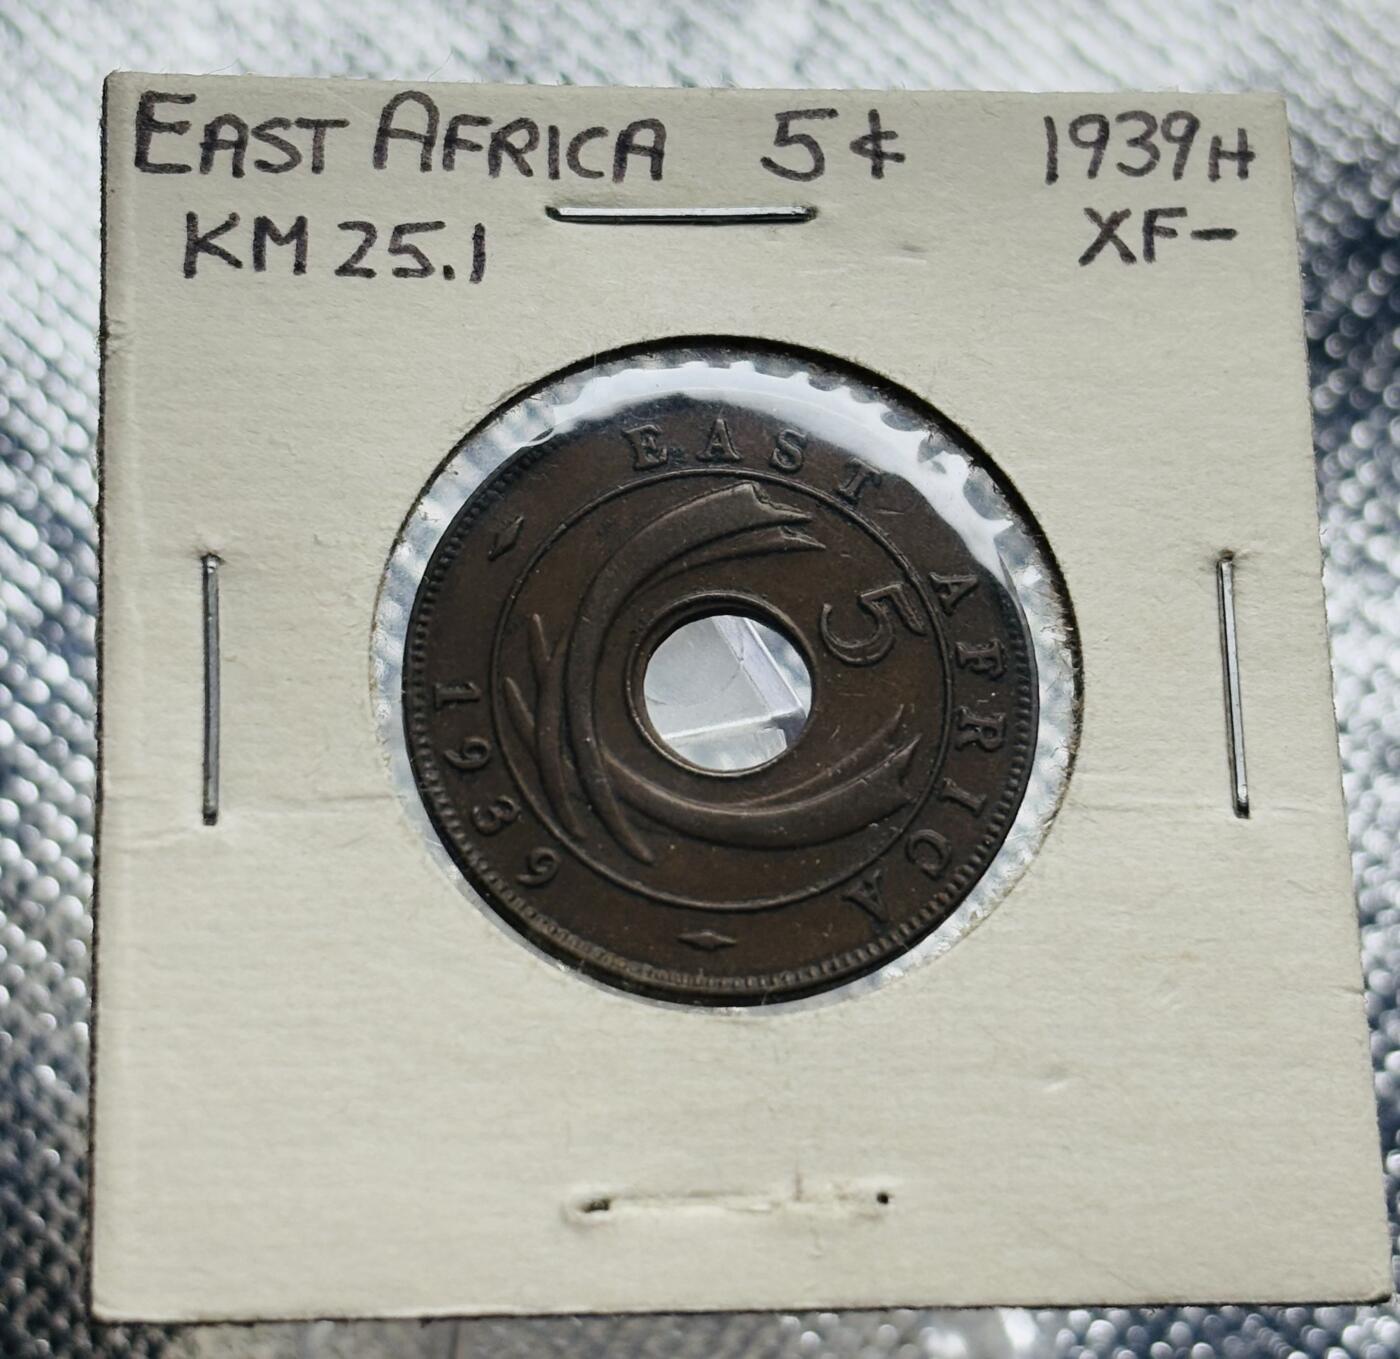 EAST AFRICA 5¢ 1939H
KM 25.1 XF-
EAST AFRICA
5
1939